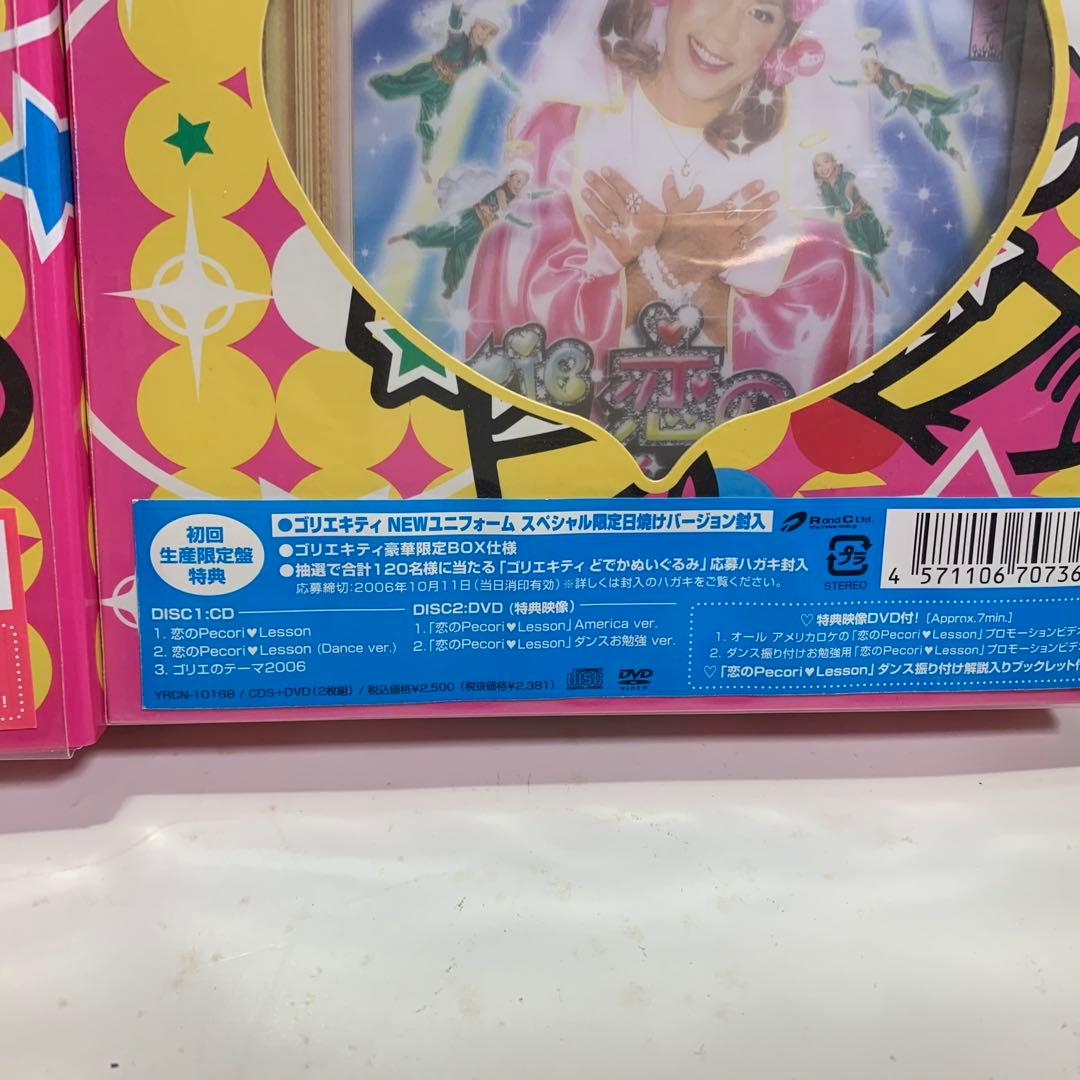 恋の
初回
生産限定盤
特典
●ゴリエキティ NEWユニフォーム スペシャル限定日焼けバージョン封入
●ゴリエキティ豪華限定BOX仕様
●抽選で合計120名様に当たる「ゴリエキティ どでかぬいぐるみ」応募ハガキ封入
応募締切:2006年10月11日(当日消印有効) ※詳しくは封入のハガキをご覧ください。
R and C Ltd.
プラ
STEREO
4 571106 70736
DISC1:CD
1. 恋のPecori♥Lesson
2. 恋のPecori♥Lesson (Dance ver.)
3. ゴリエのテーマ2006
DISC2:DVD (特典映像)
1.「恋のPecori♥Lesson」America ver.
2.「恋のPecori♥Lesson」ダンスお勉強 ver.
♡ 特典映像DVD付! [Approx.7min.]
1. オール アメリカロケの「恋のPecori♥Lesson」プロモーションビデオ
2. ダンス振り付けお勉強用「恋のPecori♥Lesson」プロモーションビデオ
♡「恋のPecori♥Lesson」ダンス振り付け解説入りブックレット付
YRCN-10168 / CDS+DVD(2枚組) / 税込価格¥2,500 (税抜価格¥2,381)
disc
DVD
VIDEO